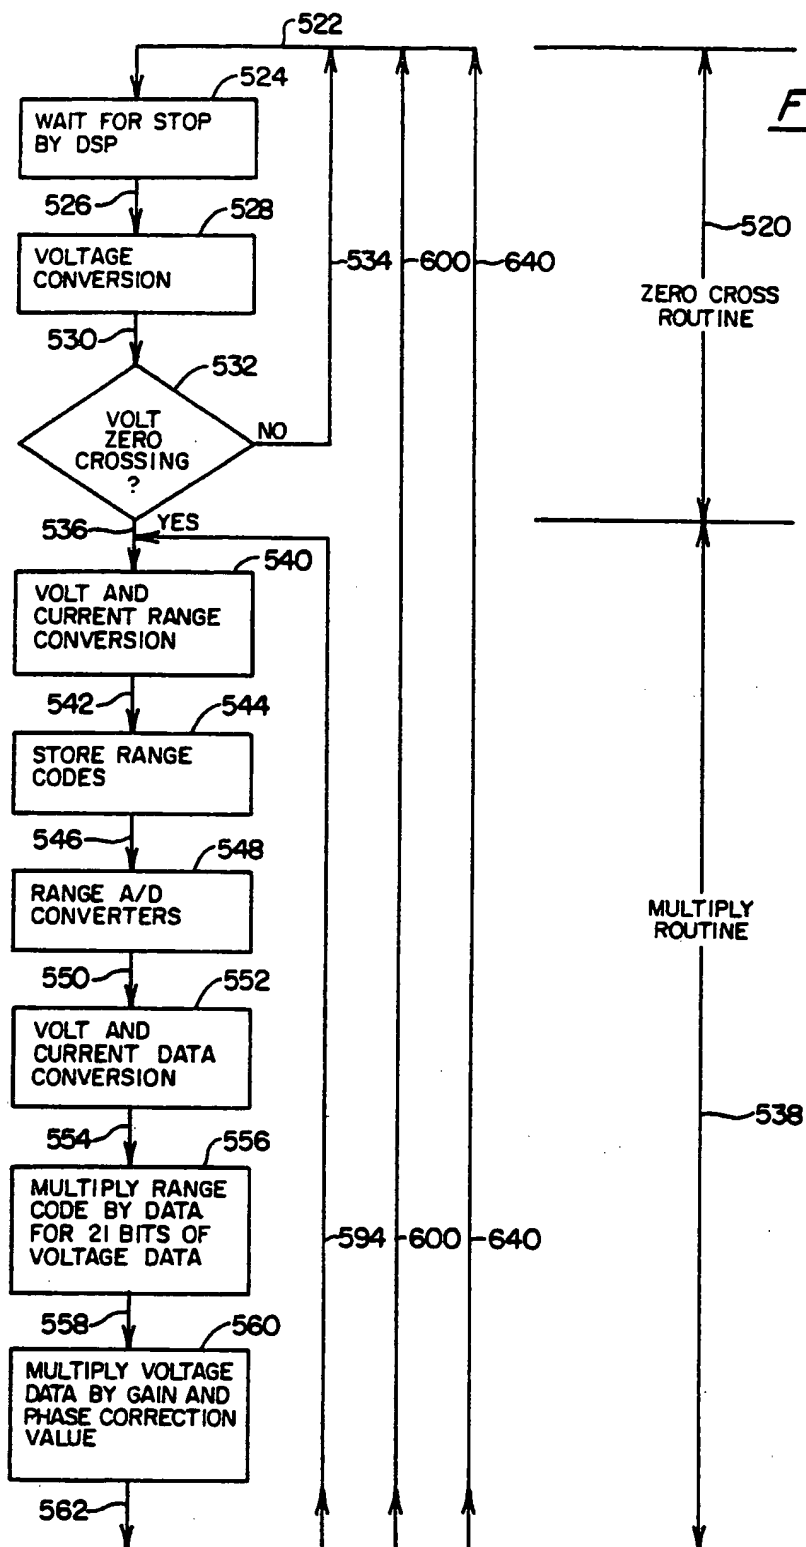 522
524
WAIT FOR STOP
BY DSP
526
528
VOLTAGE
CONVERSION
530
532
VOLT
ZERO
CROSSING
?
NO
534
600
640
F
520
ZERO CROSS
ROUTINE
536
YES
540
VOLT AND
CURRENT RANGE
CONVERSION
542
544
STORE RANGE
CODES
546
548
RANGE A/D
CONVERTERS
MULTIPLY
ROUTINE
550
552
VOLT AND
CURRENT DATA
CONVERSION
538
554
556
MULTIPLY RANGE
CODE BY DATA
FOR 21 BITS OF
VOLTAGE DATA
594
600
640
558
560
MULTIPLY VOLTAGE
DATA BY GAIN AND
PHASE CORRECTION
VALUE
562